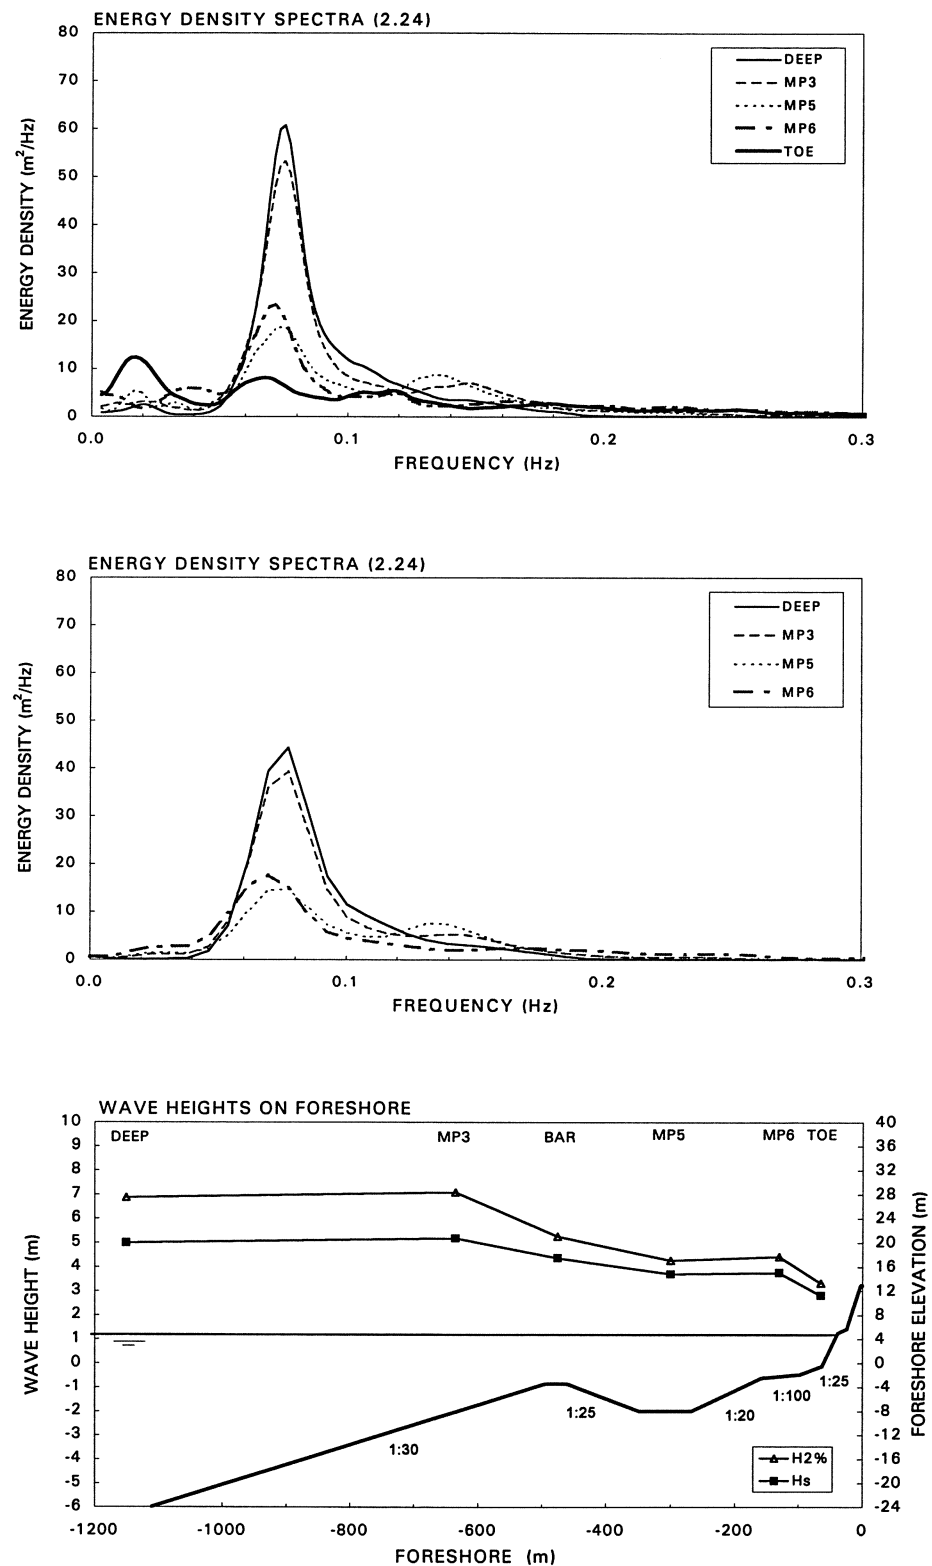 ENERGY DENSITY SPECTRA (2.24)
80
70
60
50
40
30
20
10
0
ENERGY DENSITY (m²/Hz)
DEEP
MP3
MP5
MP6
TOE
0.0 0.1 0.2 0.3
FREQUENCY (Hz)
ENERGY DENSITY SPECTRA (2.24)
80
70
60
50
40
30
20
10
0
ENERGY DENSITY (m²/Hz)
DEEP
MP3
MP5
MP6
0.0 0.1 0.2 0.3
FREQUENCY (Hz)
WAVE HEIGHTS ON FORESHORE
10
9
8
7
6
5
4
3
2
1
0
-1
-2
-3
-4
-5
-6
WAVE HEIGHT (m)
DEEP MP3 BAR MP5 MP6 TOE
1:30
1:25
1:20
1:100
1:25
H2%
Hs
40
36
32
28
24
20
16
12
8
4
0
-4
-8
-12
-16
-20
-24
FORESHORE ELEVATION (m)
-1200 -1000 -800 -600 -400 -200 0
FORESHORE (m)